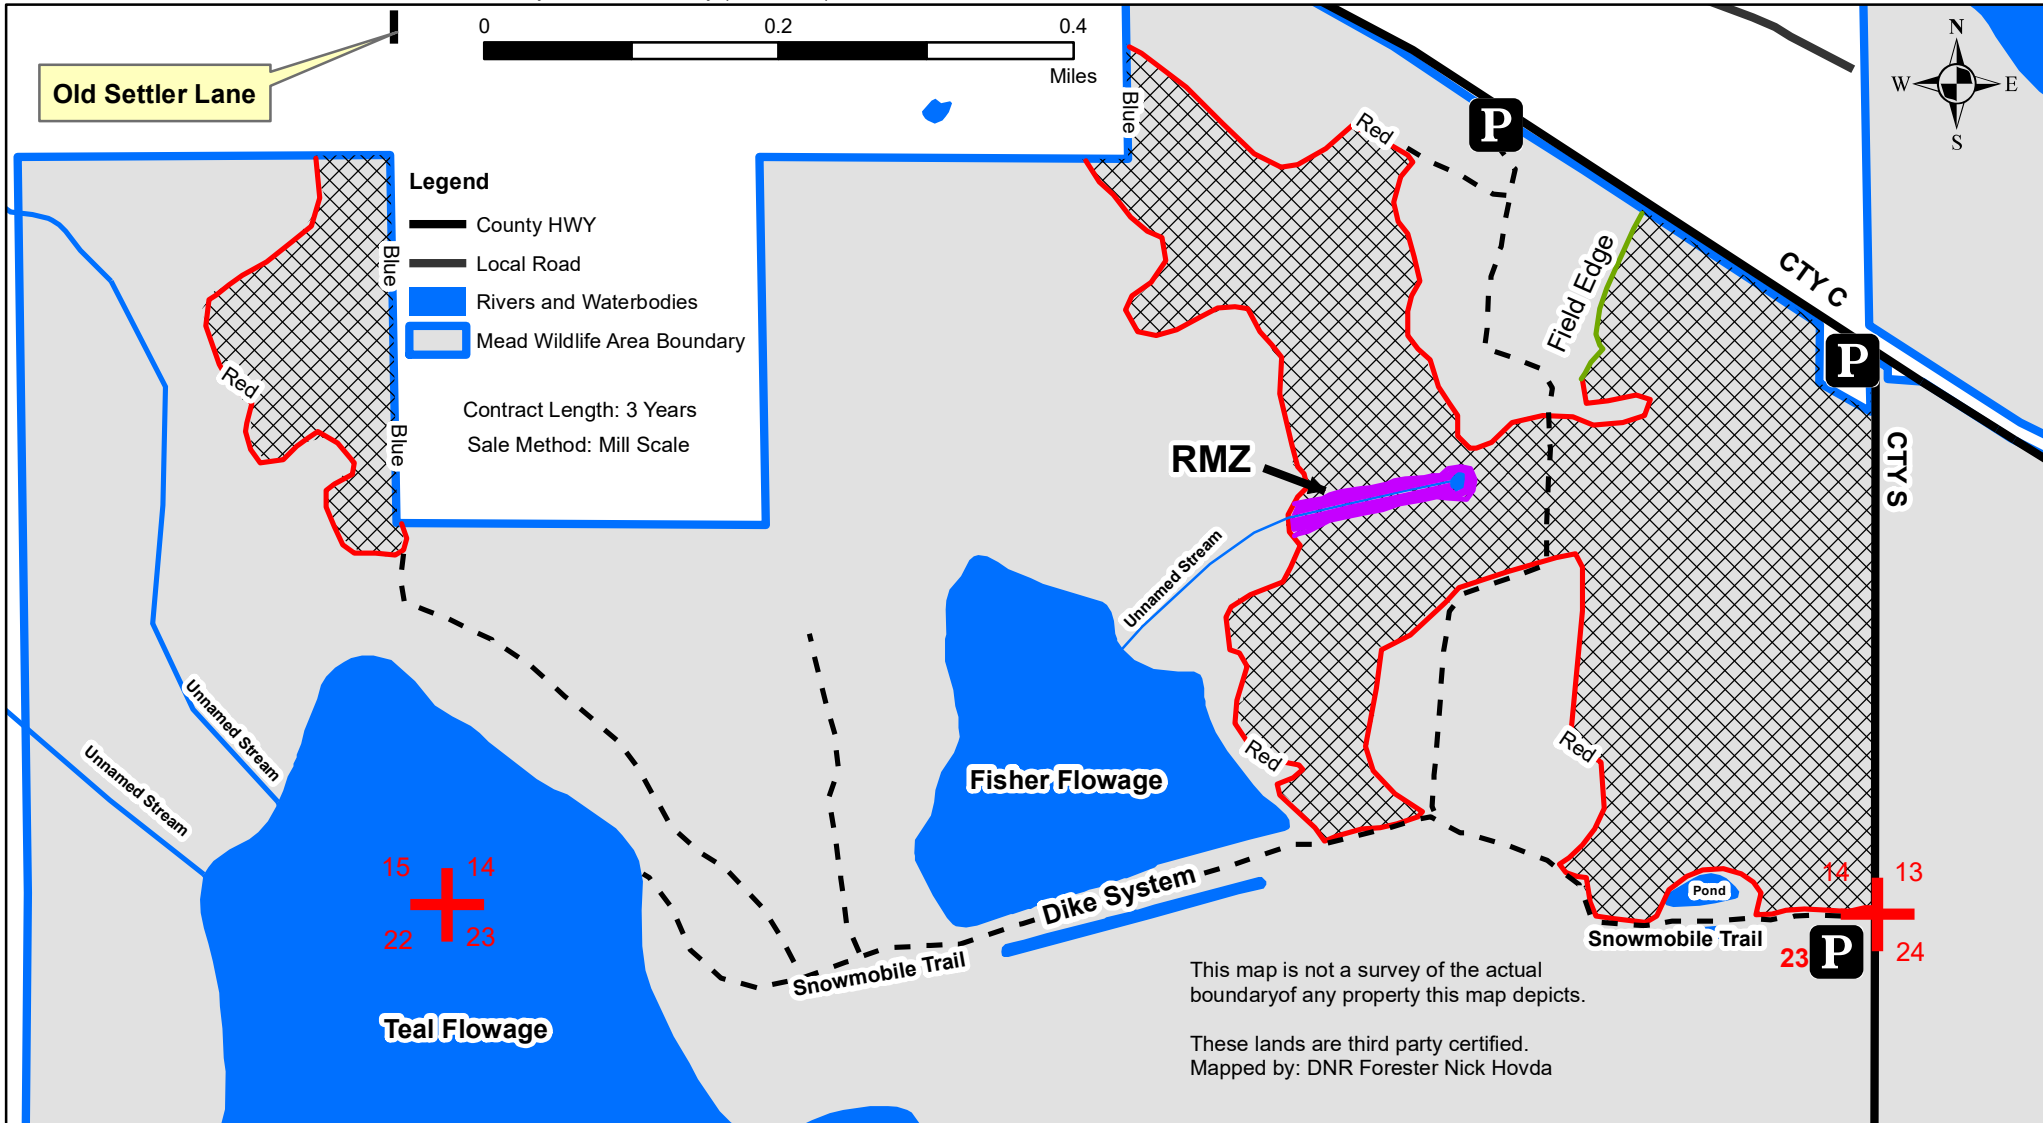 0
0.2
0.4
Miles
N
W
E
S
Old Settler Lane
P
Blue
Red
Legend
County HWY
Local Road
Rivers and Waterbodies
Mead Wildlife Area Boundary
Contract Length: 3 Years
Sale Method: Mill Scale
Blue
Blue
Red
Field Edge
CTY C
P
CTY S
RMZ
Unnamed Stream
Unnamed Stream
Unnamed Stream
Red
Red
Fisher Flowage
15
14
22
23
Dike System
Snowmobile Trail
Teal Flowage
Pond
Snowmobile Trail
14
13
23
P
24
This map is not a survey of the actual
boundaryof any property this map depicts.
These lands are third party certified.
Mapped by: DNR Forester Nick Hovda